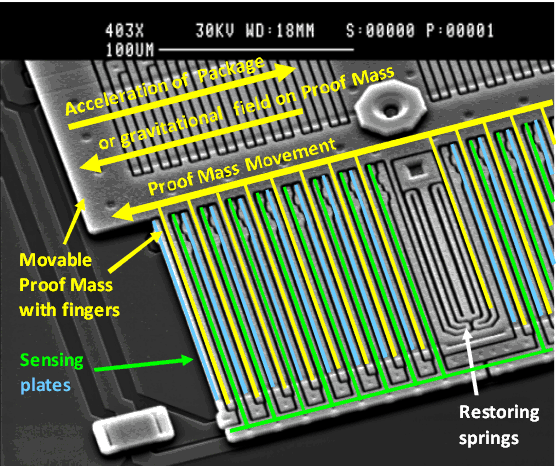 403X 30KV WD:18MM S:00000 P:00001
100UM
Acceleration of Package
or gravitational field on Proof Mass
Proof Mass Movement
Movable
Proof Mass
with fingers
Sensing
plates
Restoring
springs